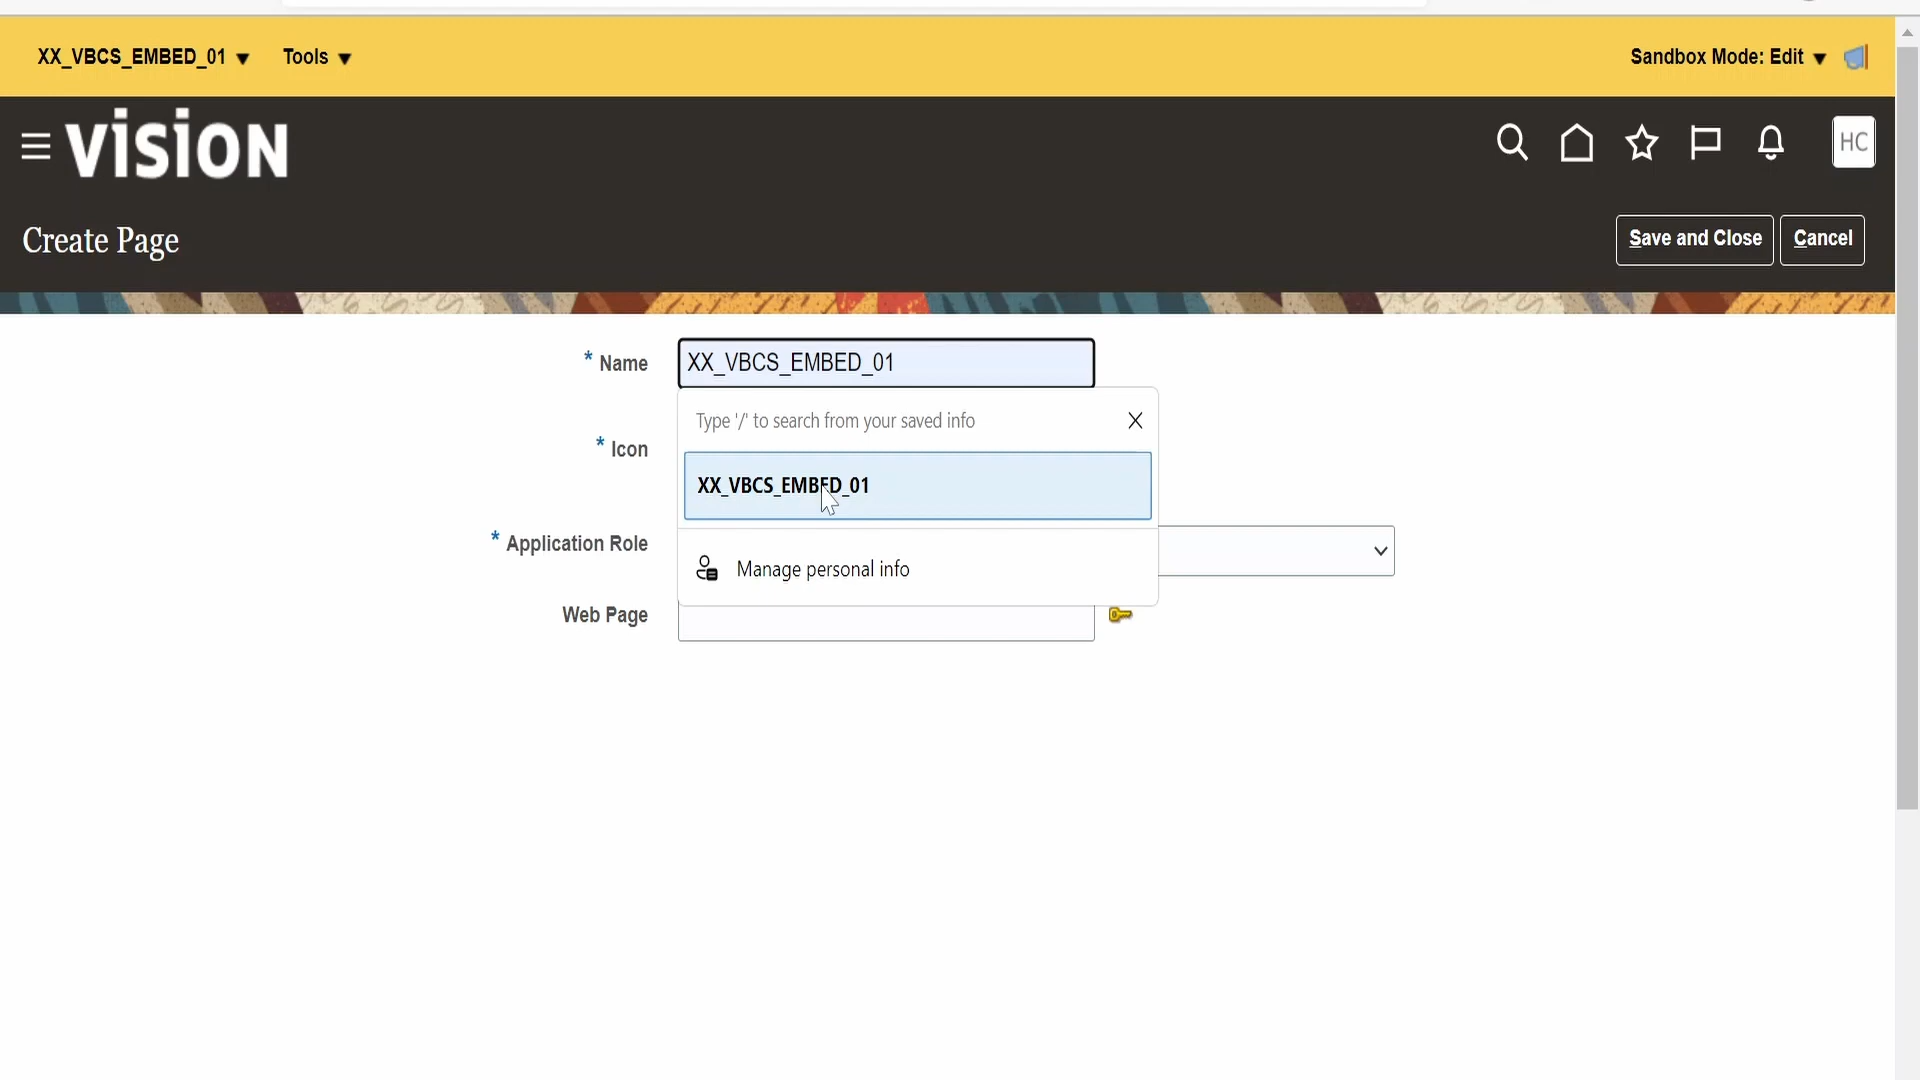 XX_VBCS_EMBED_01 Tools Sandbox Mode: Edit
vision HC
Create Page Save and Close Cancel
* Name XX_VBCS_EMBED_01
Type '/' to search from your saved info
* Icon
XX_VBCS_EMBED_01
* Application Role
Manage personal info
Web Page